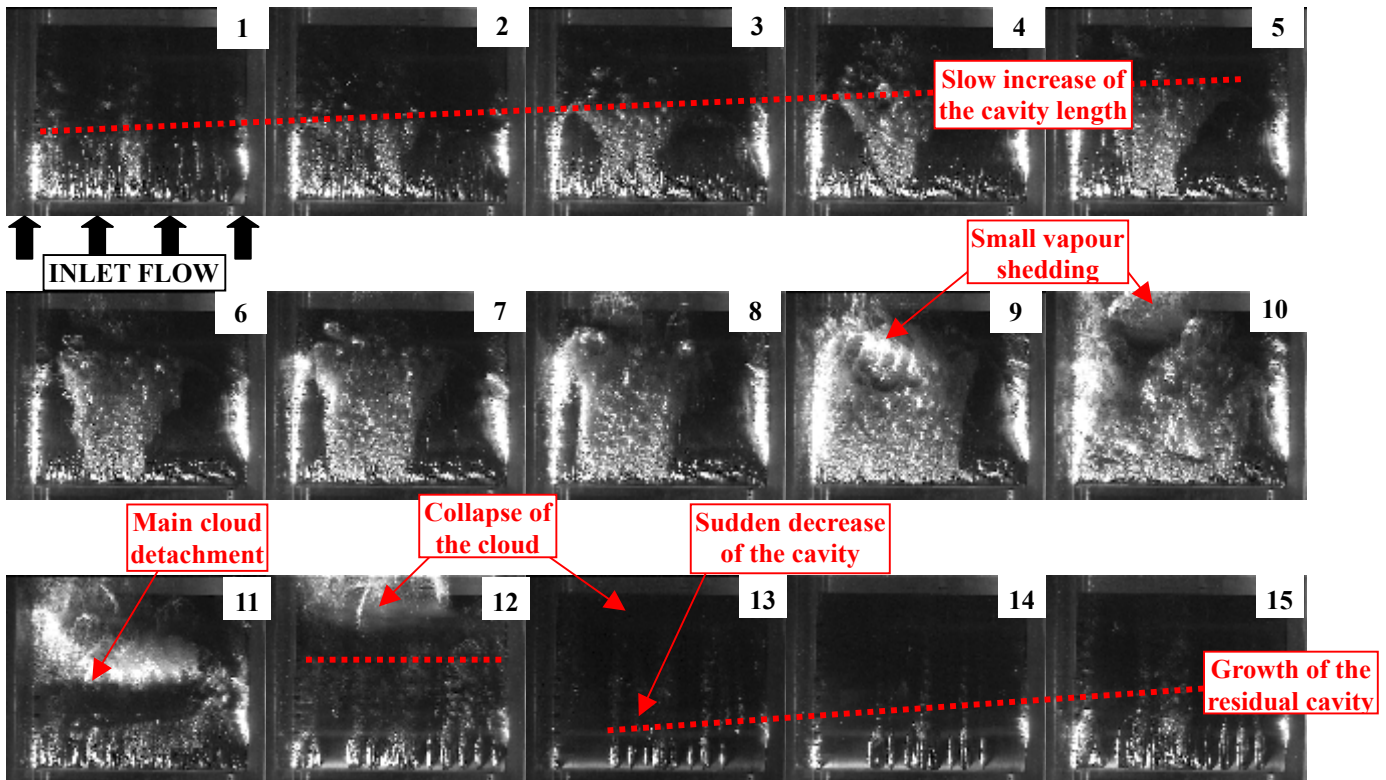 1
2
3
4
5
Slow increase of
the cavity length
INLET FLOW
Small vapour
shedding
6
7
8
9
10
Main cloud
detachment
Collapse of
the cloud
Sudden decrease
of the cavity
11
12
13
14
15
Growth of the
residual cavity